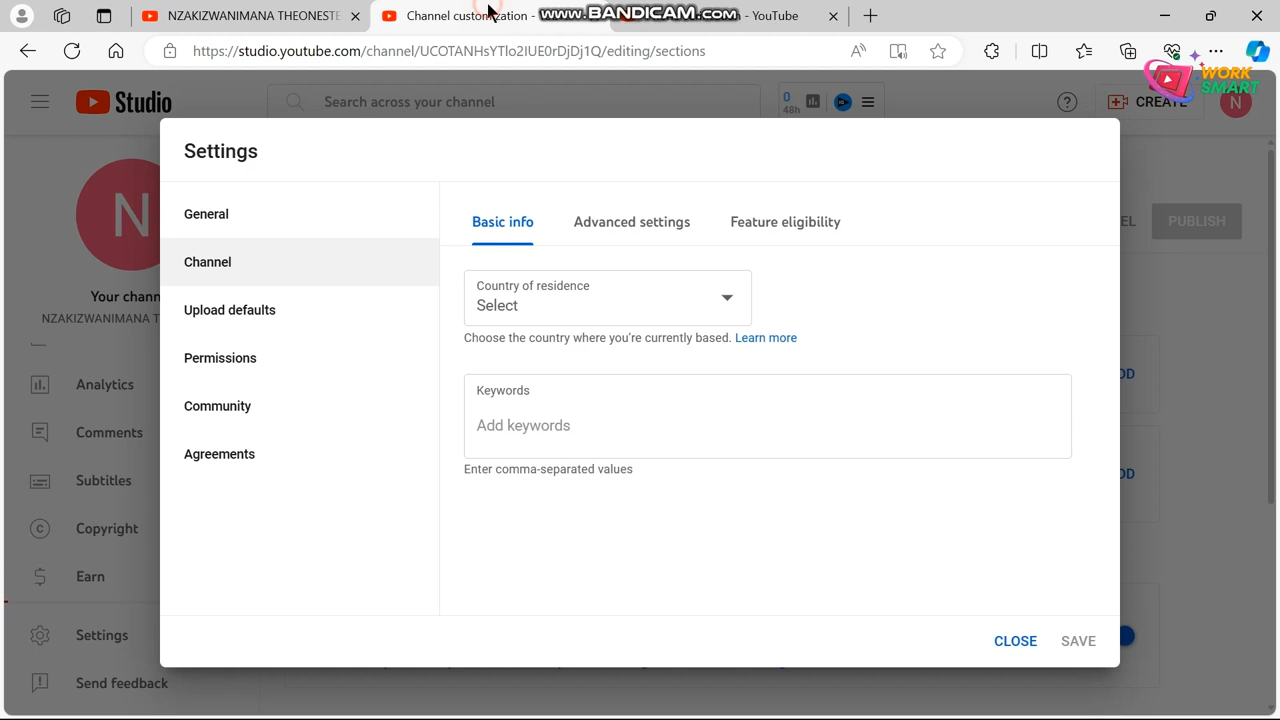 NZAKIZWANIMANA THEONESTE
Channel customization -
www.BANDICAM.com
- YouTube
https://studio.youtube.com/channel/UCOTANHsYTlo2IUE0rDjDj1Q/editing/sections
WORK
SMART
Studio
Search across your channel
0
48h
CREATE
N
N
Your chann
NZAKIZWANIMANA T
Analytics
Comments
Subtitles
Copyright
Earn
Settings
Send feedback
Settings
General
Channel
Upload defaults
Permissions
Community
Agreements
Basic info
Advanced settings
Feature eligibility
Country of residence
Select
Choose the country where you're currently based. Learn more
Keywords
Add keywords
Enter comma-separated values
CLOSE
SAVE
EL
PUBLISH
DD
DD